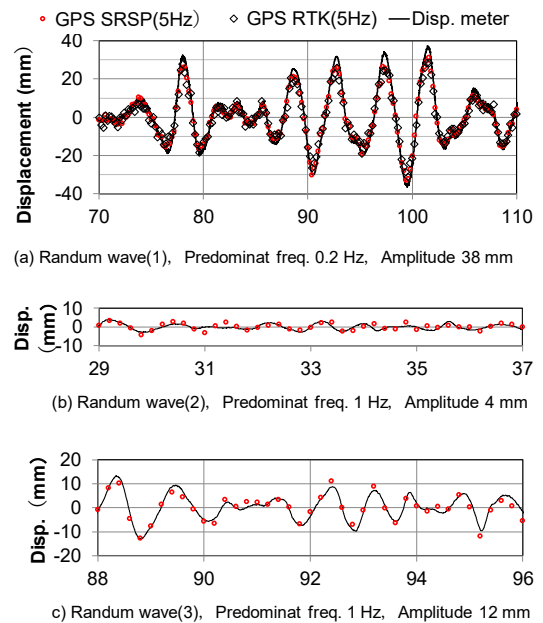 GPS SRSP(5Hz) GPS RTK(5Hz) Disp. meter
Displacement (mm)
40
20
0
-20
-40
70 80 90 100 110
(a) Randum wave(1), Predominat freq. 0.2 Hz, Amplitude 38 mm
Disp. (mm)
10
0
-10
29 31 33 35 37
(b) Randum wave(2), Predominat freq. 1 Hz, Amplitude 4 mm
Disp. (mm)
20
10
0
-10
-20
88 90 92 94 96
c) Randum wave(3), Predominat freq. 1 Hz, Amplitude 12 mm